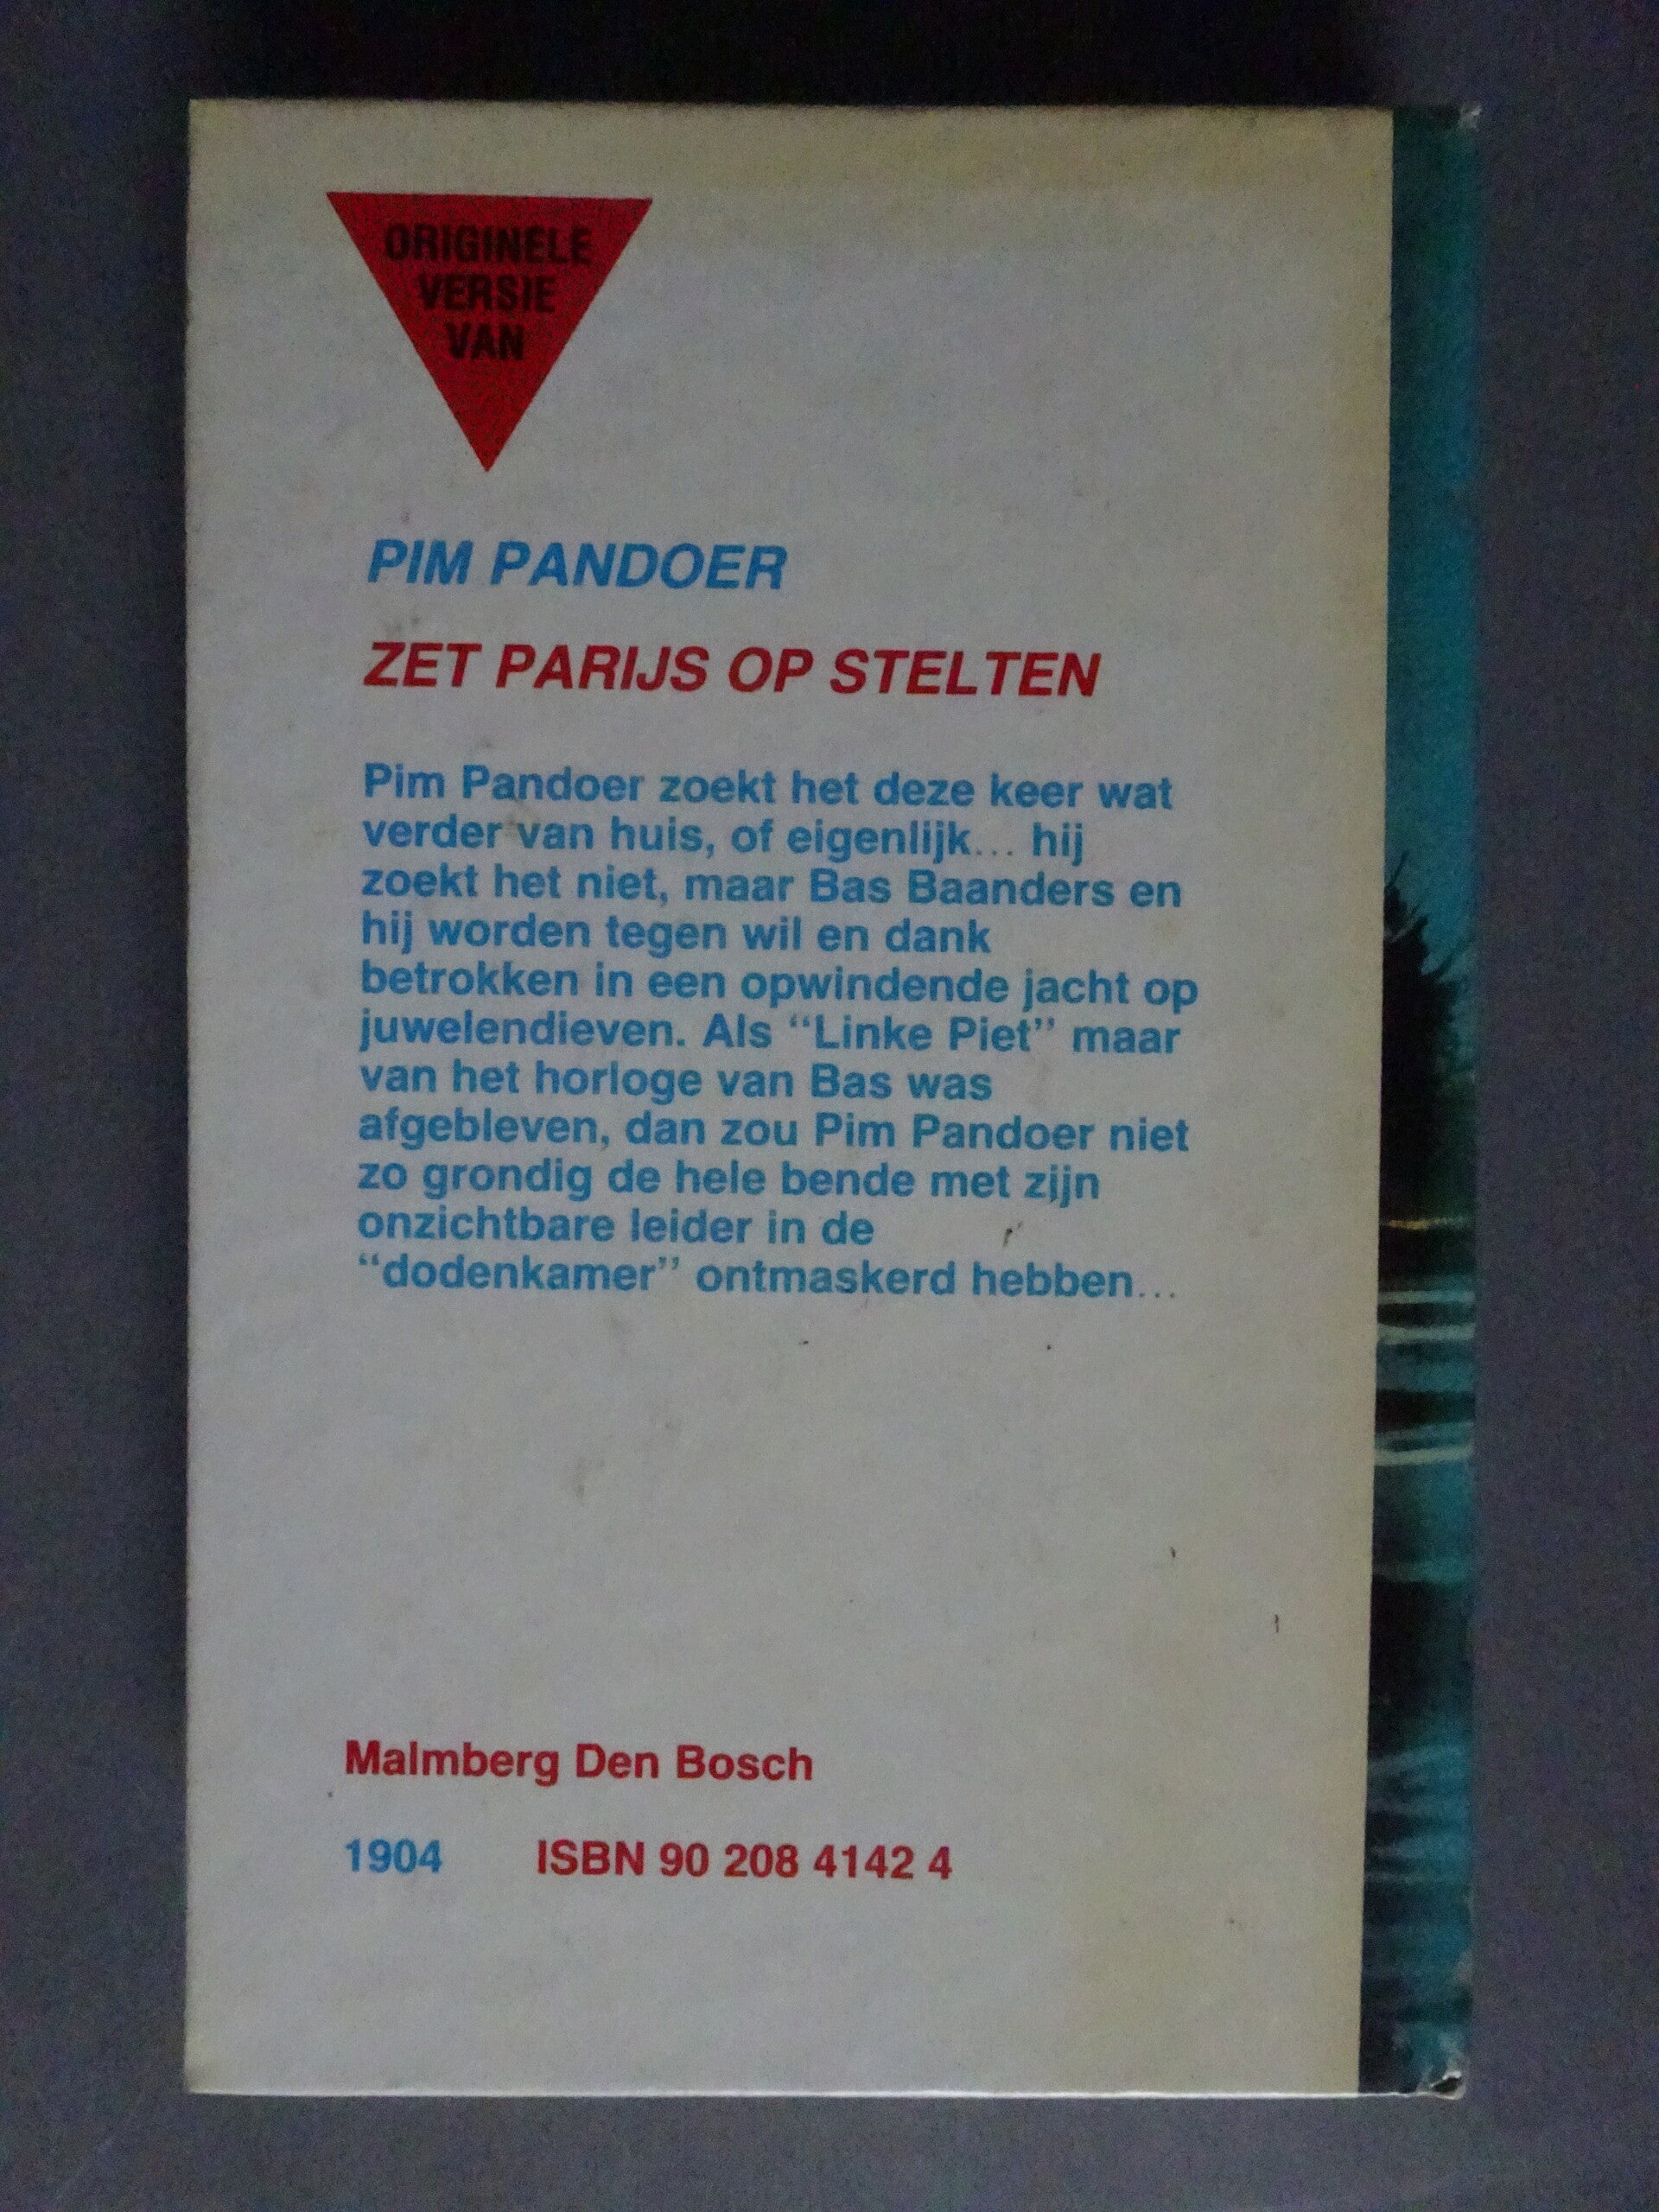 ORIGINELE
VERSIE
VAN
PIM PANDOER
ZET PARIJS OP STELTEN
Pim Pandoer zoekt het deze keer wat
verder van huis, of eigenlijk... hij
zoekt het niet, maar Bas Baanders en
hij worden tegen wil en dank
betrokken in een opwindende jacht op
juwelendieven. Als “Linke Piet” maar
van het horloge van Bas was
afgebleven, dan zou Pim Pandoer niet
zo grondig de hele bende met zijn
onzichtbare leider in de
“dodenkamer” ontmaskerd hebben...
Malmberg Den Bosch
1904 ISBN 90 208 4142 4